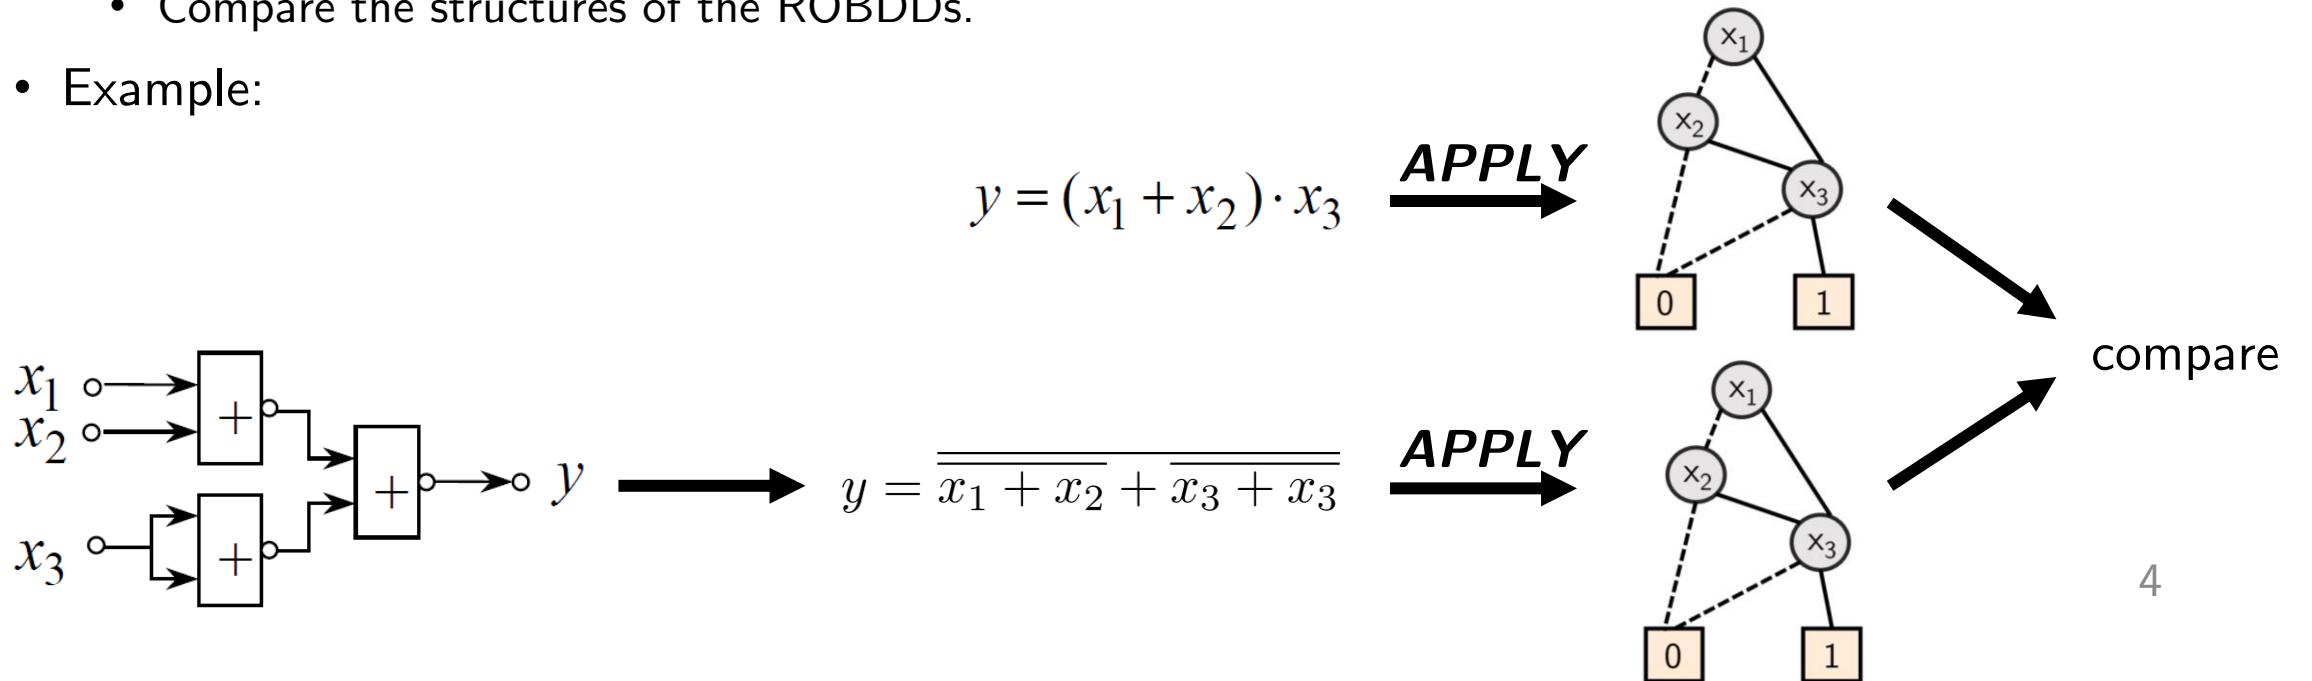 • Compare the structures of the ROBDDs.
• Example:
y = (x₁ + x₂) · x₃
APPLY
x₁
x₂
x₃
0
1
compare
x₁
x₂
x₃
+
+
+
y
y = \overline{\overline{x₁ + x₂} + \overline{x₃ + x₃}}
APPLY
x₁
x₂
x₃
0
1
4